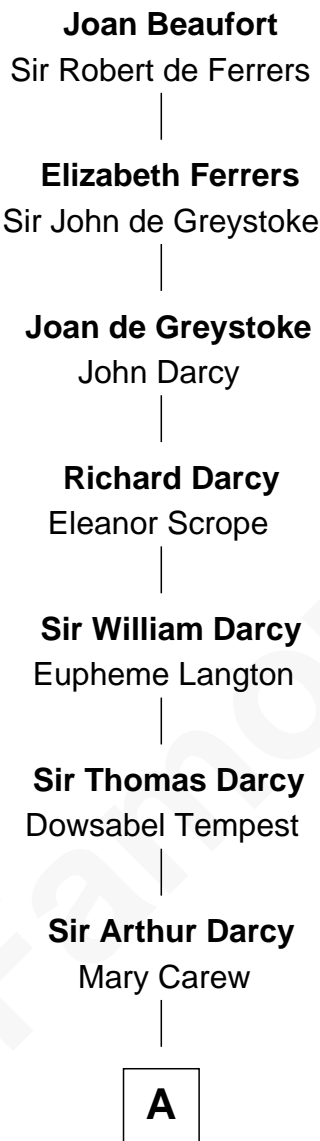 Joan Beaufort
Sir Robert de Ferrers
Elizabeth Ferrers
Sir John de Greystoke
Joan de Greystoke
John Darcy
Richard Darcy
Eleanor Scrope
Sir William Darcy
Eupheme Langton
Sir Thomas Darcy
Dowsabel Tempest
Sir Arthur Darcy
Mary Carew
A